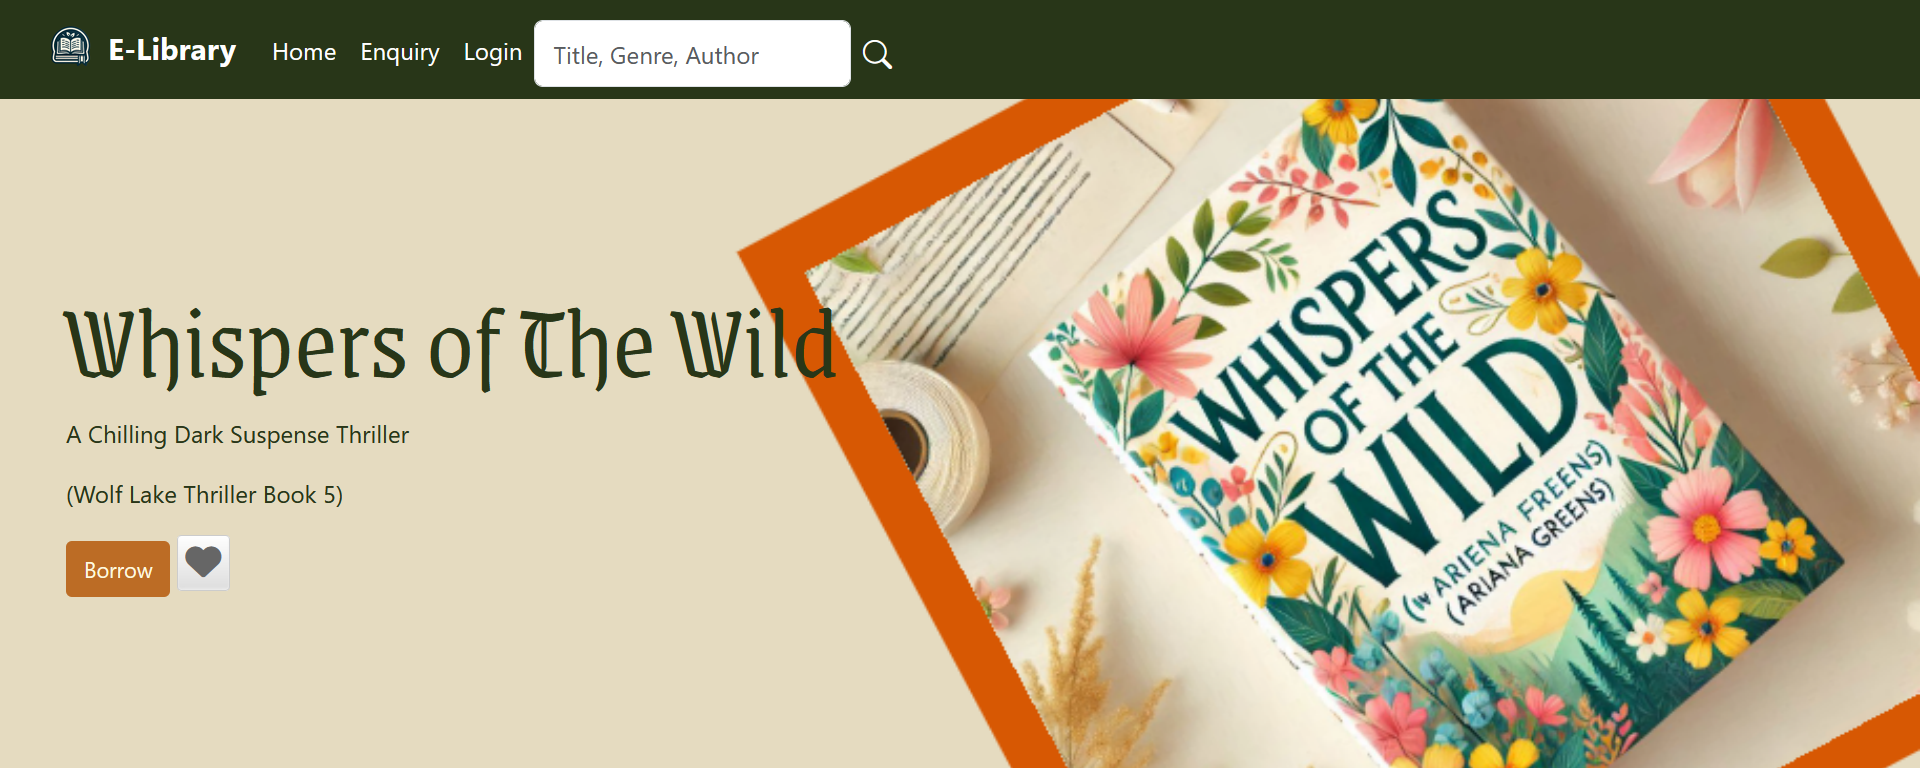 E-Library
Home
Enquiry
Login
Title, Genre, Author
Whispers of The Wild
A Chilling Dark Suspense Thriller
(Wolf Lake Thriller Book 5)
Borrow
WHISPERS
OF THE
WILD
ARIENA FREENS)
(ARIANA GREENS)